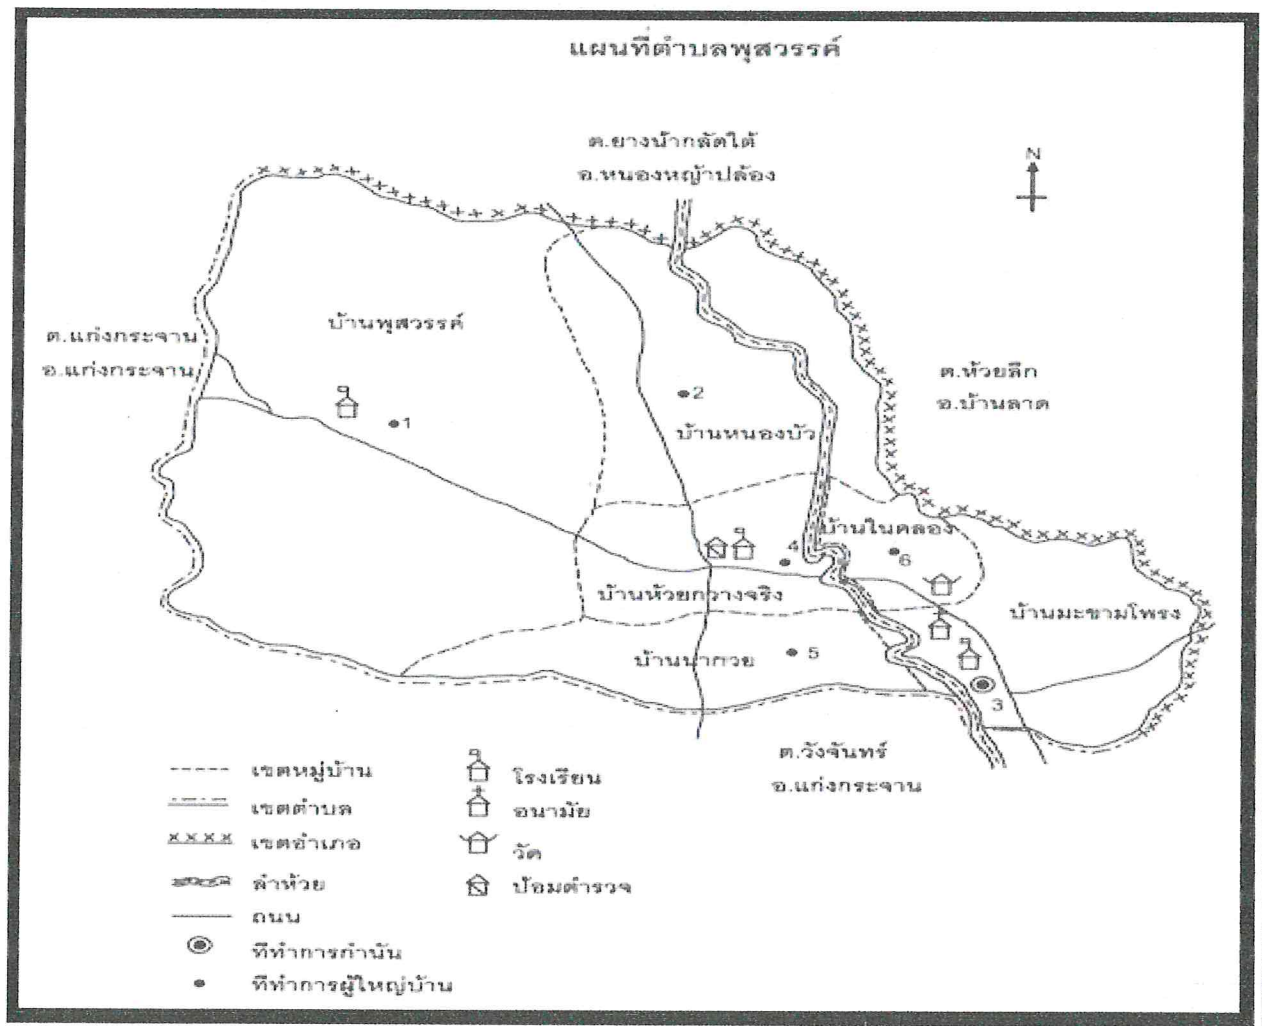 แผนที่ตำบลพุสวรรค์
ต.ยางน้ำกลัดใต้
อ.หนองหญ้าปล้อง
N
บ้านพุสวรรค์
ต.แก่งกระจาน
อ.แก่งกระจาน
ต.ห้วยลึก
อ.บ้านลาด
2
1
บ้านหนองบัว
บ้านในคลอง
4
6
บ้านห้วยกวางจริง
บ้านมะขามโพรง
บ้านนากวย
5
3
ต.วังจันทร์
อ.แก่งกระจาน
เขตหมู่บ้าน
เขตตำบล
เขตอำเภอ
ลำห้วย
ถนน
ที่ทำการกำนัน
ที่ทำการผู้ใหญ่บ้าน
โรงเรียน
อนามัย
วัด
ป้อมตำรวจ